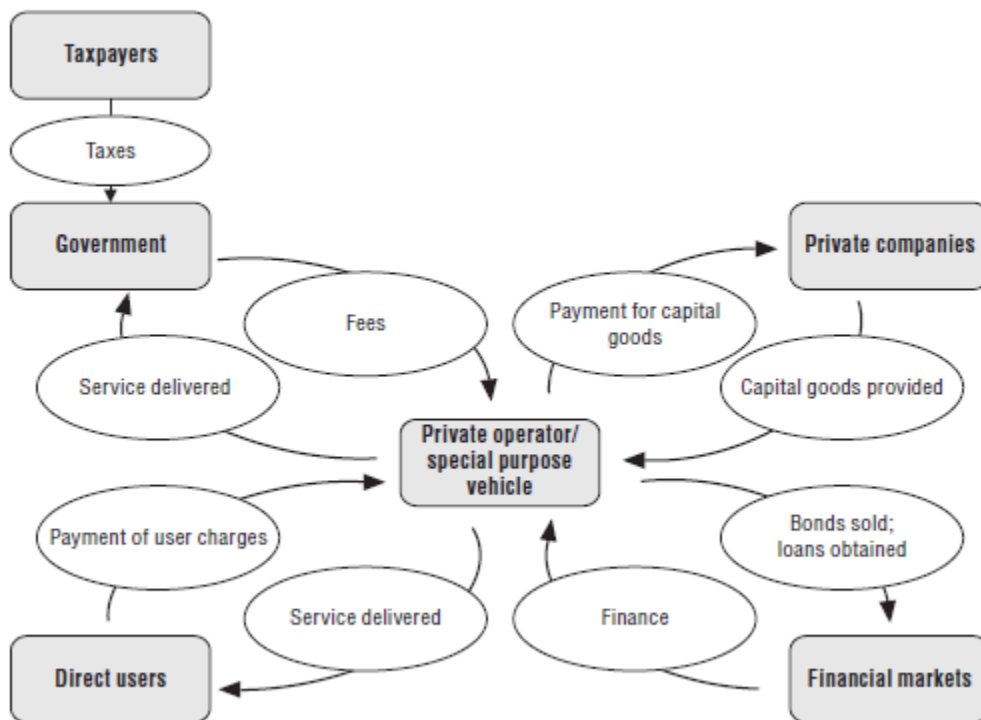 Taxpayers
Taxes
Government
Private companies
Fees
Payment for capital
goods
Service delivered
Capital goods provided
Private operator/
special purpose
vehicle
Payment of user charges
Bonds sold;
loans obtained
Service delivered
Finance
Direct users
Financial markets